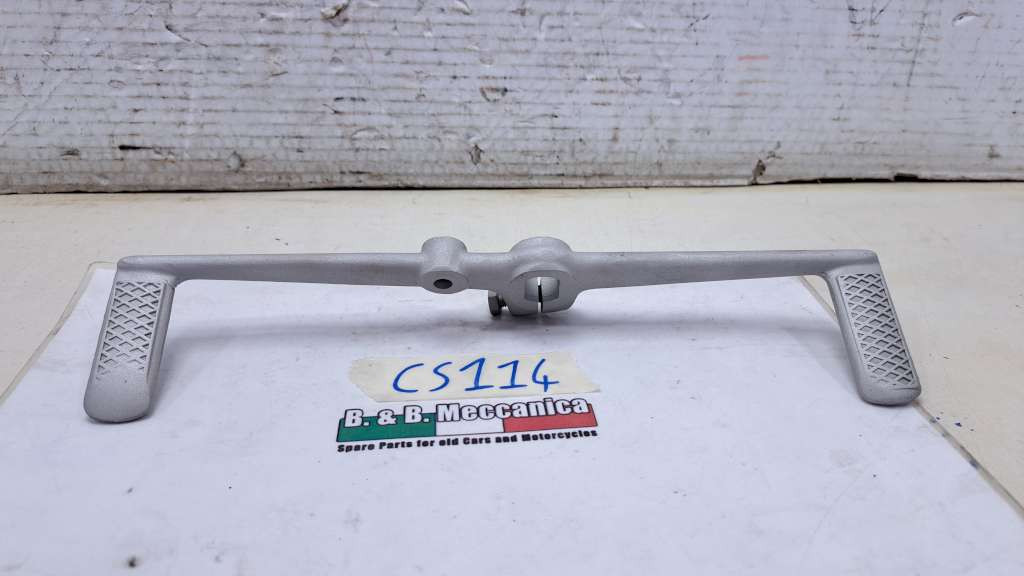 CS114
B. & B. Meccanica
Spare Parts for old Cars and Motorcycles